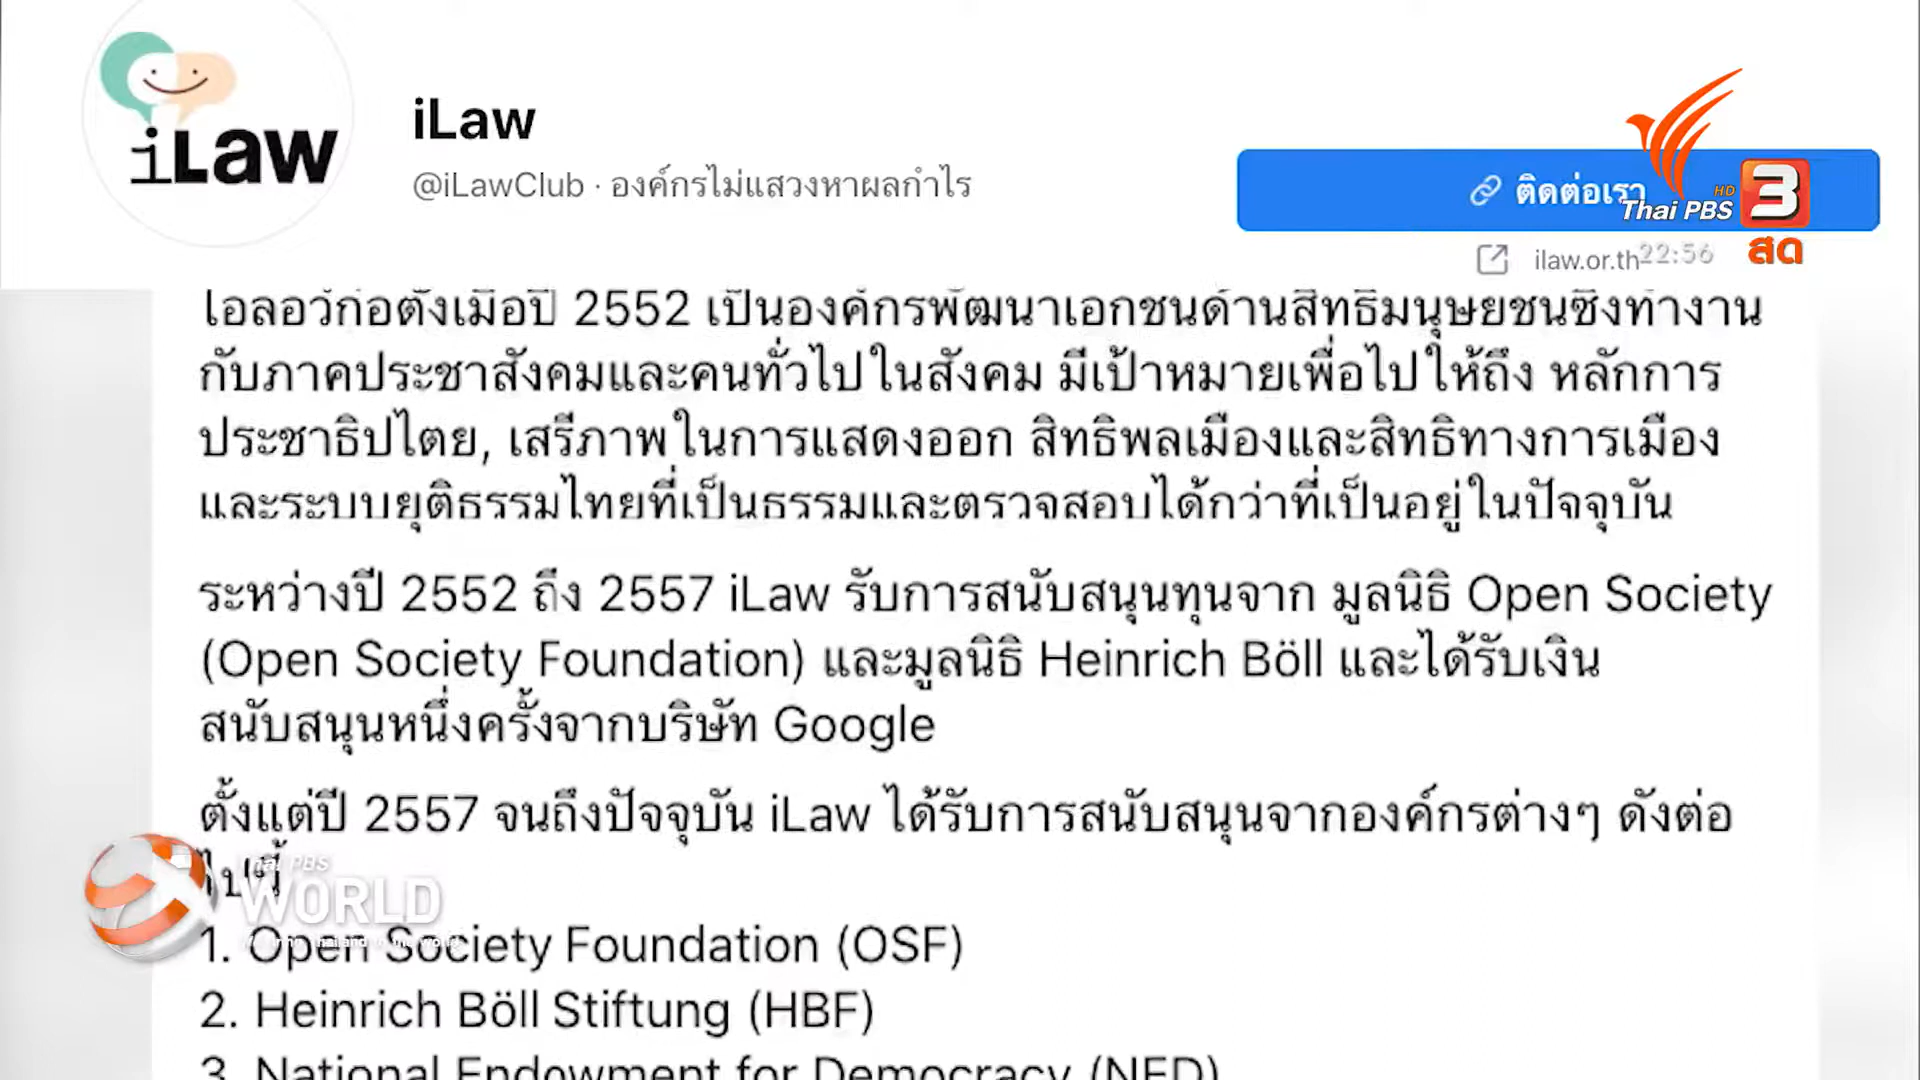 iLaw
iLaw
@iLawClub · องค์กรไม่แสวงหาผลกำไร
ติดต่อเรา
HD
Thai PBS
3
สด
ilaw.or.th
22:56
ไอลอว์ก่อตั้งเมื่อปี 2552 เป็นองค์กรพัฒนาเอกชนด้านสิทธิมนุษยชนซึ่งทำงาน
กับภาคประชาสังคมและคนทั่วไปในสังคม มีเป้าหมายเพื่อไปให้ถึง หลักการ
ประชาธิปไตย, เสรีภาพในการแสดงออก สิทธิพลเมืองและสิทธิทางการเมือง
และระบบยุติธรรมไทยที่เป็นธรรมและตรวจสอบได้กว่าที่เป็นอยู่ในปัจจุบัน
ระหว่างปี 2552 ถึง 2557 iLaw รับการสนับสนุนทุนจาก มูลนิธิ Open Society
(Open Society Foundation) และมูลนิธิ Heinrich Böll และได้รับเงิน
สนับสนุนหนึ่งครั้งจากบริษัท Google
ตั้งแต่ปี 2557 จนถึงปัจจุบัน iLaw ได้รับการสนับสนุนจากองค์กรต่างๆ ดังต่อ
ไปนี้
Thai PBS
WORLD
1. Open Society Foundation (OSF)
2. Heinrich Böll Stiftung (HBF)
3. National Endowment for Democracy (NED)